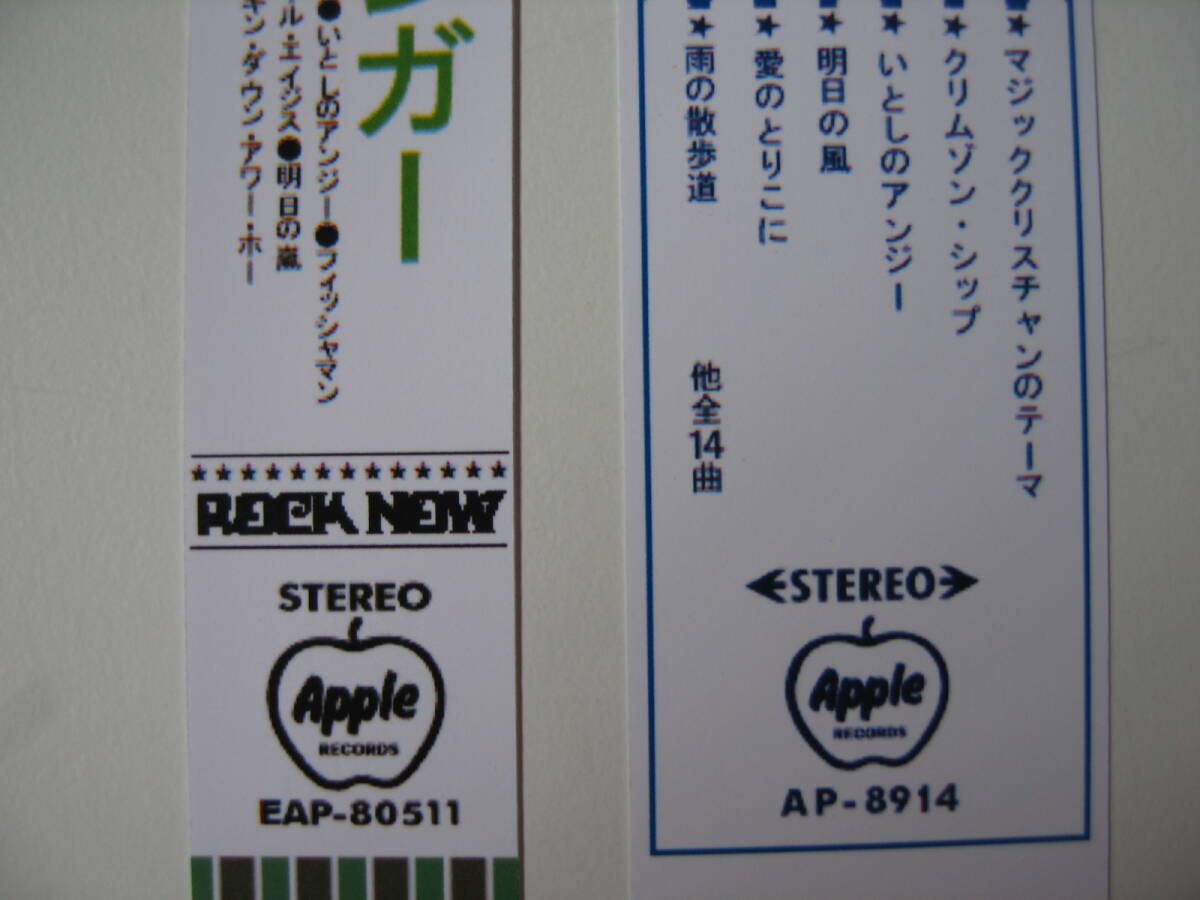 ガー
●いとしのアンジー●フィッシャマン
ル・エイジス●明日の嵐
キン・ダウン・アワー・ホー
ROCK NOW
STEREO
Apple
RECORDS
EAP-80511
★マジッククリスチャンのテーマ
★クリムゾン・シップ
★いとしのアンジー
★明日の風
★愛のとりこに
★雨の散歩道
他全14曲
STEREO
Apple
RECORDS
AP-8914